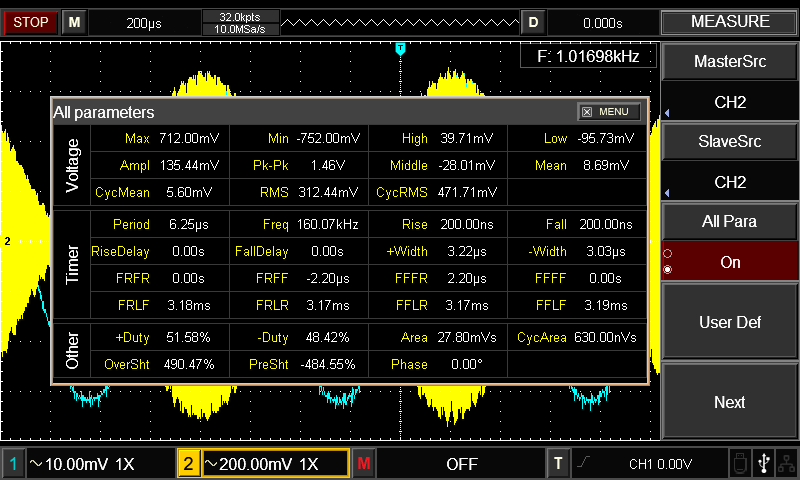 STOP M 200µs 32.0kpts D 0.000s MEASURE
10.0MSa/s
T
F: 1.01698kHz
MasterSrc
CH2
SlaveSrc
CH2
All Para
On
User Def
Next
All parameters MENU
Voltage
Max 712.00mV Min -752.00mV High 39.71mV Low -95.73mV
Ampl 135.44mV Pk-Pk 1.46V Middle -28.01mV Mean 8.69mV
CycMean 5.60mV RMS 312.44mV CycRMS 471.71mV
Timer
Period 6.25µs Freq 160.07kHz Rise 200.00ns Fall 200.00ns
RiseDelay 0.00s FallDelay 0.00s +Width 3.22µs -Width 3.03µs
FRFR 0.00s FRFF -2.20µs FFFR 2.20µs FFFF 0.00s
FRLF 3.18ms FRLR 3.17ms FFLR 3.17ms FFLF 3.19ms
Other
+Duty 51.58% -Duty 48.42% Area 27.80mVs CycArea 630.00nVs
OverSht 490.47% PreSht -484.55% Phase 0.00°
2
1 ~10.00mV 1X 2 ~200.00mV 1X M OFF T CH1 0.00V